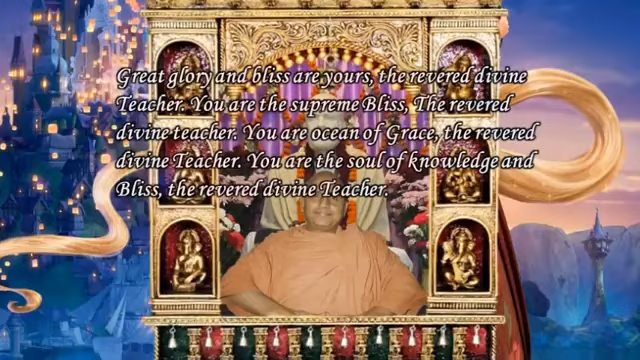 Great glory and bliss are yours, the revered divine
Teacher. You are the supreme Bliss, The revered
divine teacher. You are ocean of Grace, the revered
divine Teacher. You are the soul of knowledge and
Bliss, the revered divine Teacher.